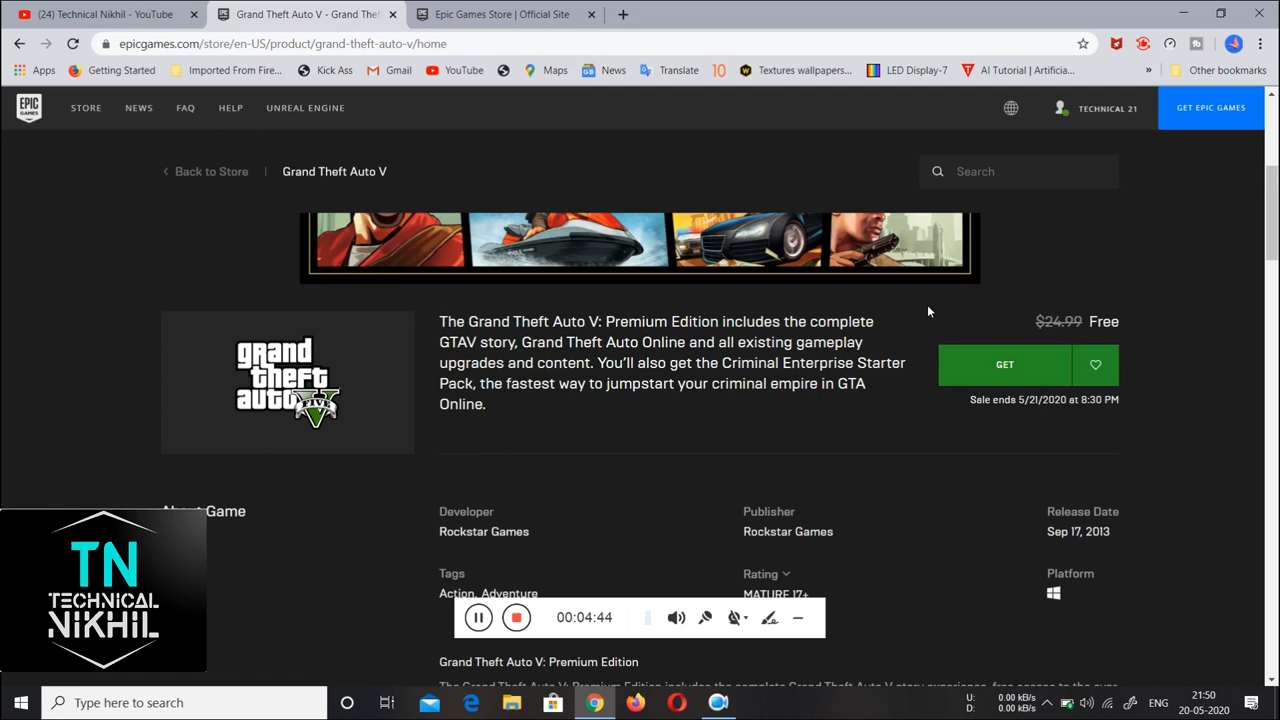 (24) Technical Nikhil - YouTube
Grand Theft Auto V - Grand The
Epic Games Store | Official Site
epicgames.com/store/en-US/product/grand-theft-auto-v/home
Apps
Getting Started
Imported From Fire...
Kick Ass
Gmail
YouTube
Maps
News
Translate
10
Textures wallpapers...
LED Display-7
AI Tutorial | Artificia...
»
Other bookmarks
EPIC GAMES
STORE
NEWS
FAQ
HELP
UNREAL ENGINE
TECHNICAL 21
GET EPIC GAMES
Back to Store
Grand Theft Auto V
Search
The Grand Theft Auto V: Premium Edition includes the complete
GTAV story, Grand Theft Auto Online and all existing gameplay
upgrades and content. You'll also get the Criminal Enterprise Starter
Pack, the fastest way to jumpstart your criminal empire in GTA
Online.
$24.99 Free
GET
Sale ends 5/21/2020 at 8:30 PM
grand
theft
auto V
FIVE
About Game
Developer
Rockstar Games
Publisher
Rockstar Games
Release Date
Sep 17, 2013
Tags
Action, Adventure
Rating
MATURE 17+
Platform
00:04:44
Grand Theft Auto V: Premium Edition
TN
TECHNICAL
NIKHIL
Type here to search
U: 0.00 kB/s
D: 0.00 kB/s
ENG
21:50
20-05-2020